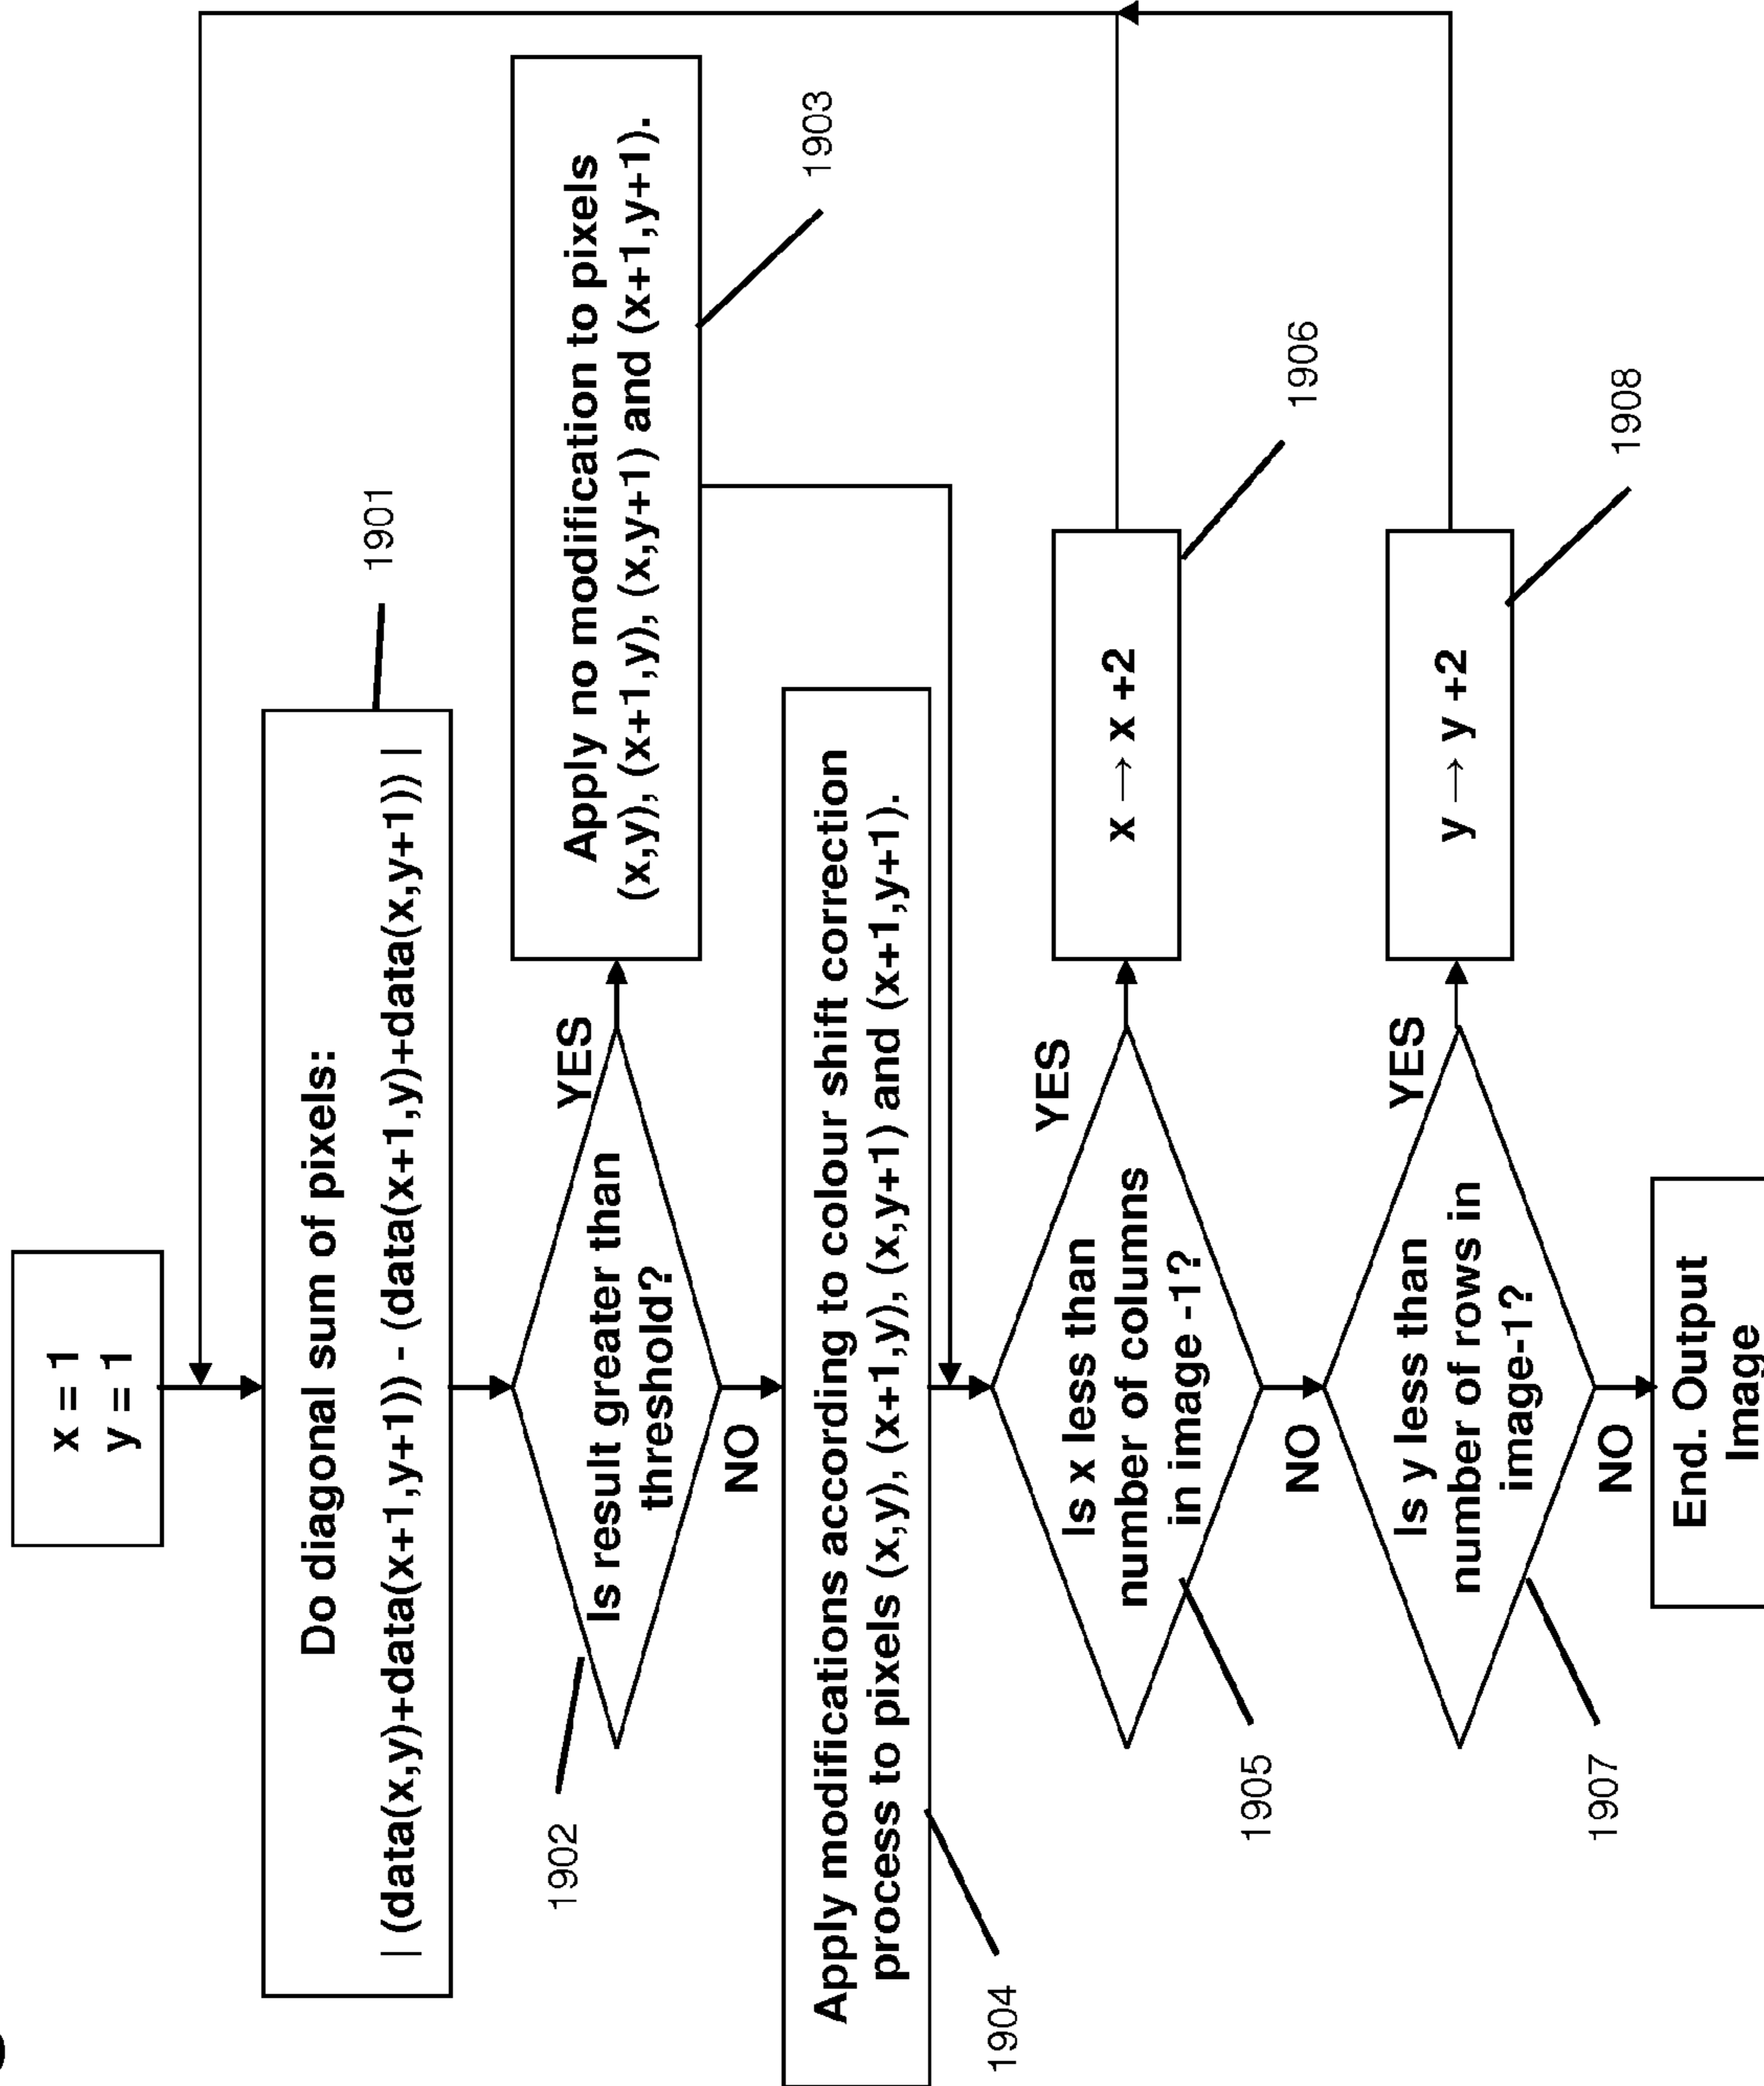 x = 1
y = 1
Do diagonal sum of pixels:
| (data(x,y)+data(x+1,y+1)) - (data(x+1,y)+data(x,y+1)) |
1901
Is result greater than
threshold?
1902
YES
Apply no modification to pixels
(x,y), (x+1,y), (x,y+1) and (x+1,y+1).
1903
NO
Apply modifications according to colour shift correction
process to pixels (x,y), (x+1,y), (x,y+1) and (x+1,y+1).
1904
Is x less than
number of columns
in image -1?
1905
YES
x → x +2
1906
NO
Is y less than
number of rows in
image-1?
1907
YES
y → y +2
1908
NO
End. Output
Image